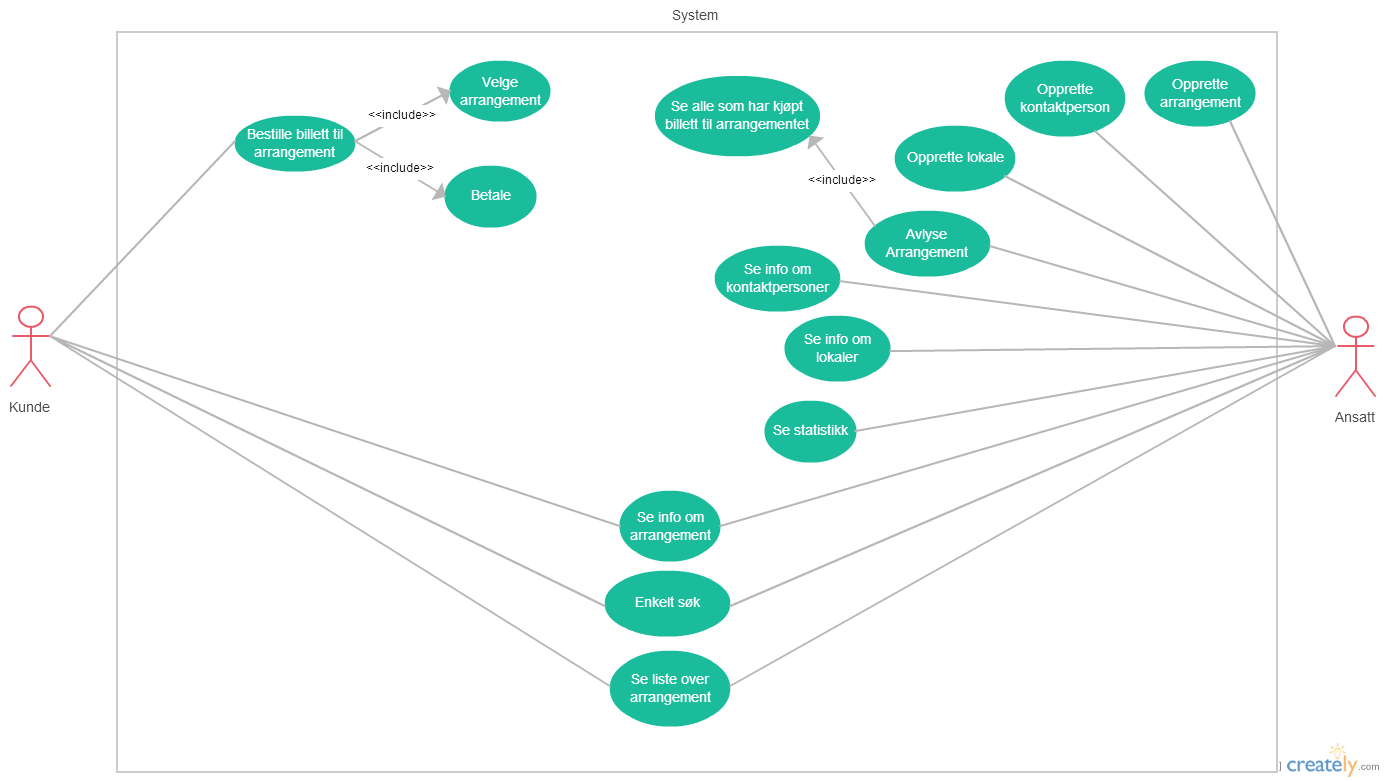 System
Velge
arrangement
<<include>>
Bestille billett til
arrangement
<<include>>
Betale
Se alle som har kjøpt
billett til arrangementet
<<include>>
Opprette
kontaktperson
Opprette
arrangement
Opprette lokale
Avlyse
Arrangement
Se info om
kontaktpersoner
Se info om
lokaler
Se statistikk
Kunde
Ansatt
Se info om
arrangement
Enkelt søk
Se liste over
arrangement
creately.com